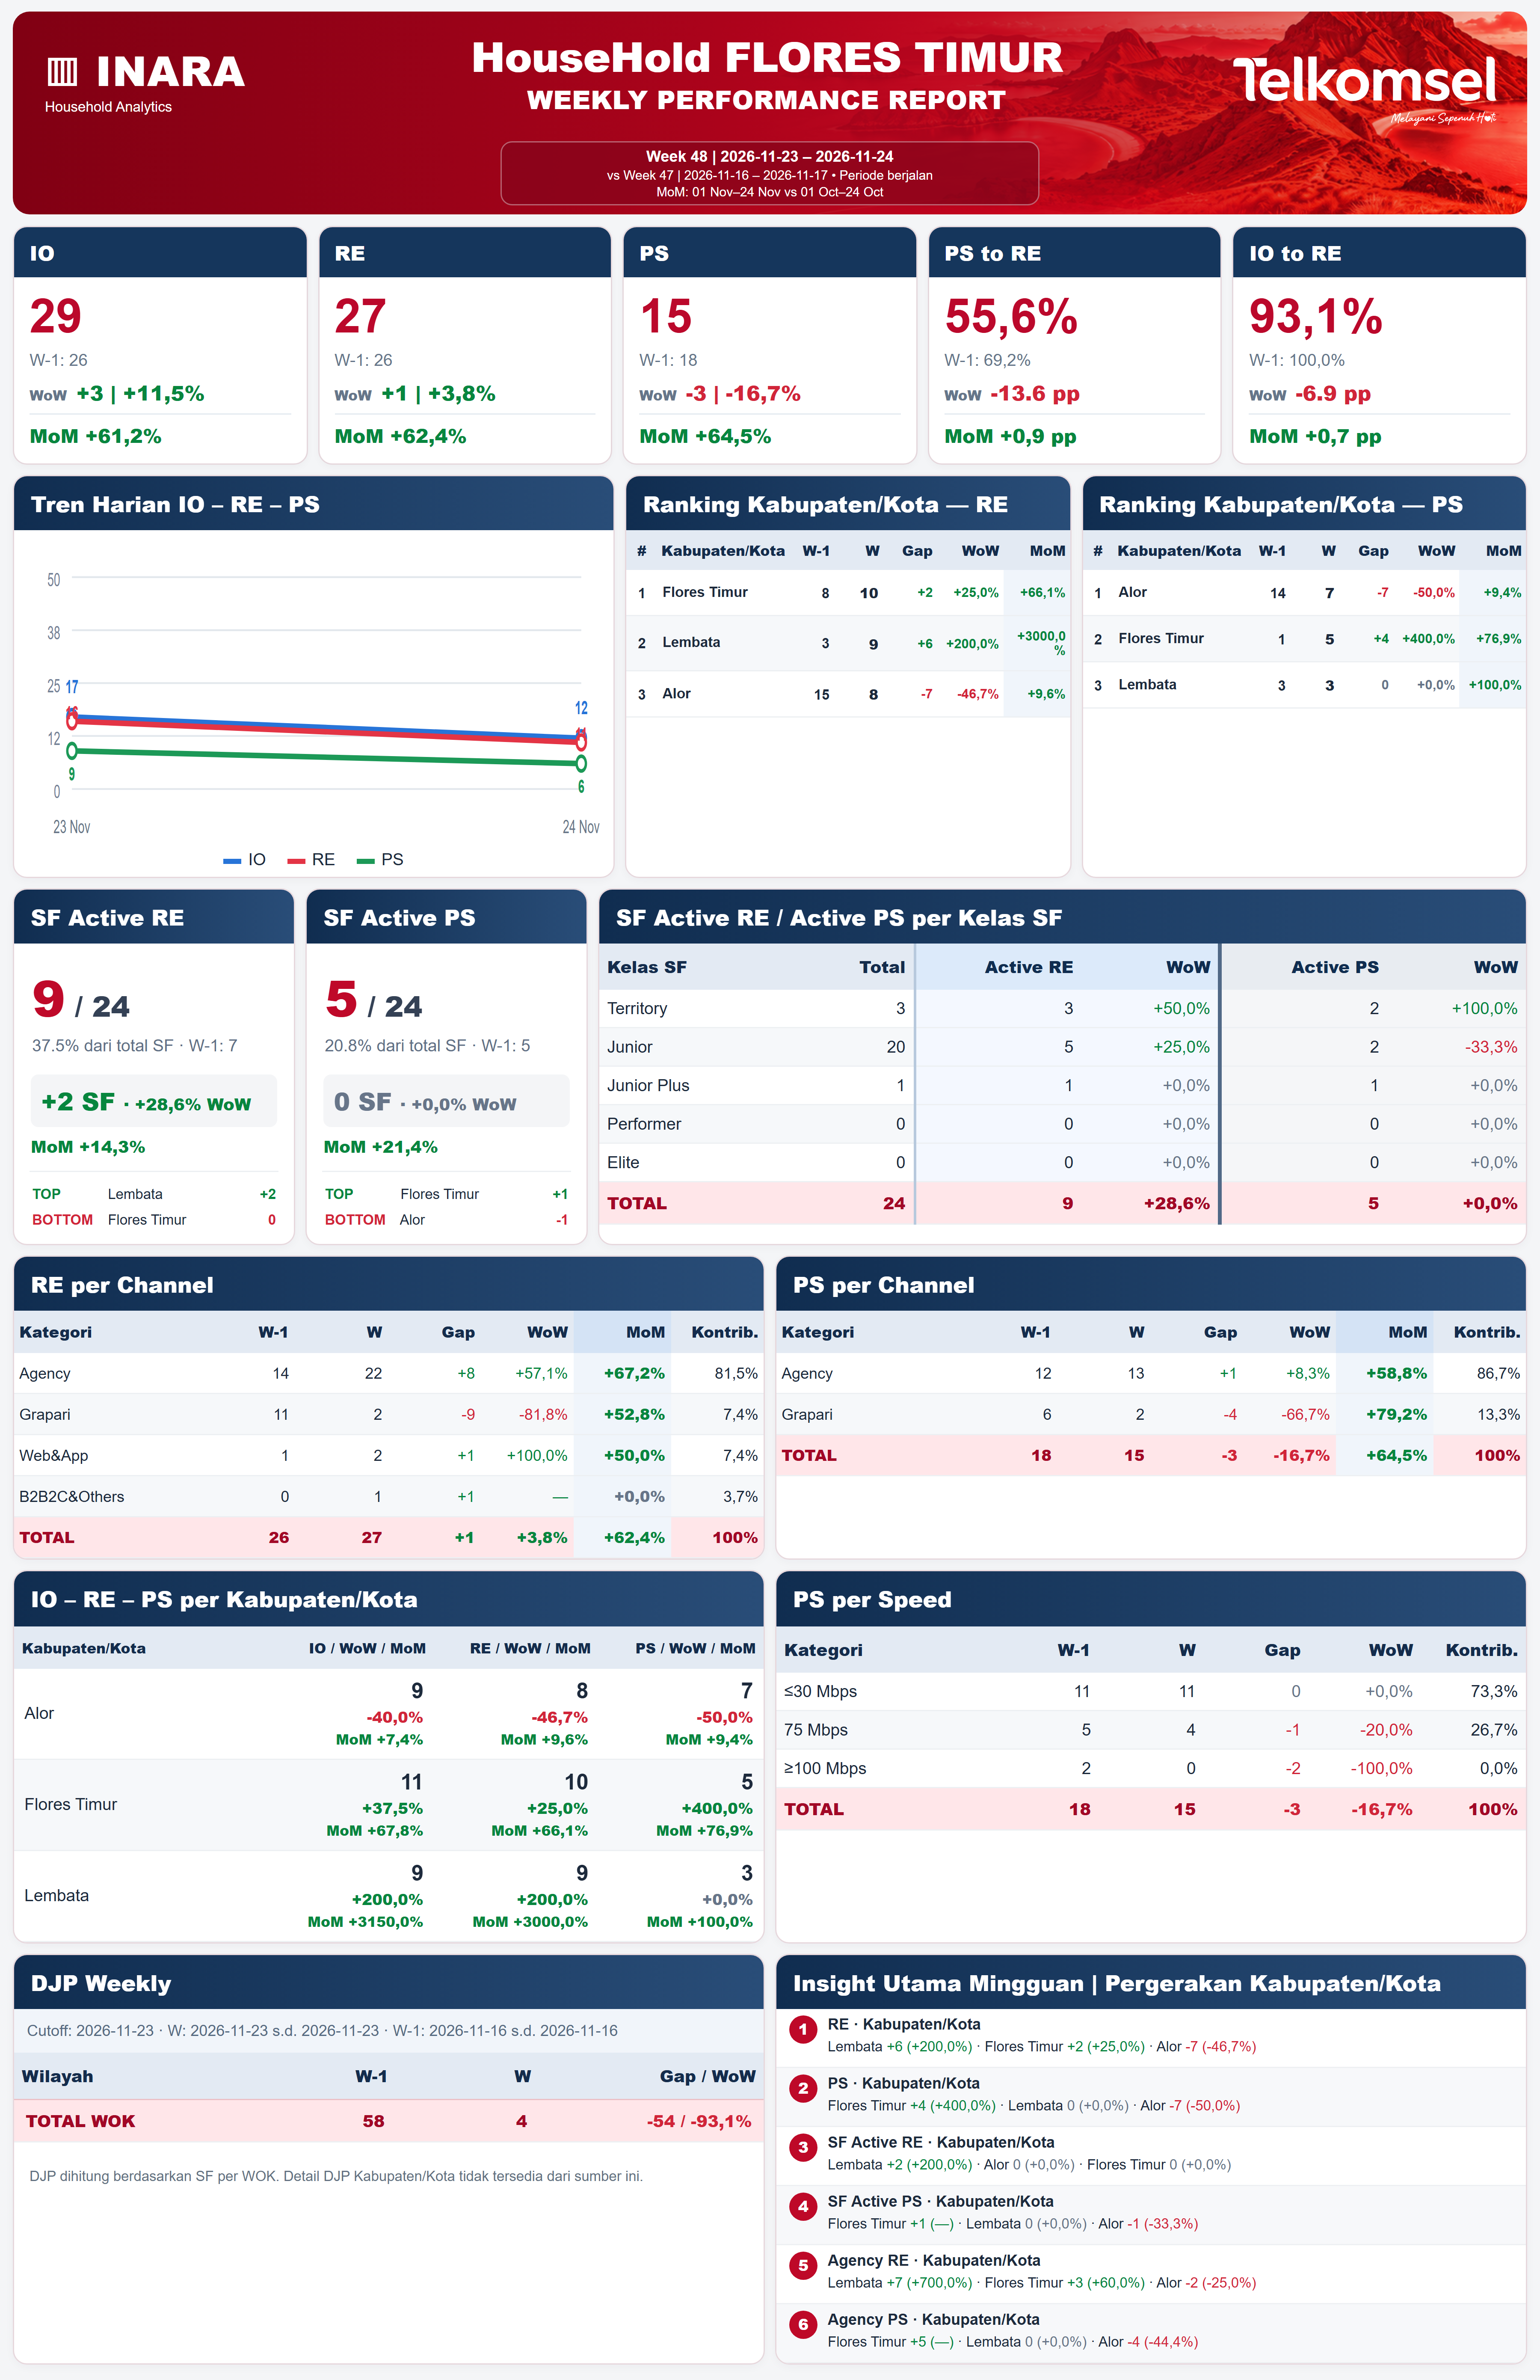 INARA
Household Analytics
HouseHold FLORES TIMUR
WEEKLY PERFORMANCE REPORT
Telkomsel
Melayani Sepenuh Hati
Week 48 | 2026-11-23 – 2026-11-24
vs Week 47 | 2026-11-16 – 2026-11-17 • Periode berjalan
MoM: 01 Nov–24 Nov vs 01 Oct–24 Oct
IO
29
W-1: 26
WoW +3 | +11,5%
MoM +61,2%
RE
27
W-1: 26
WoW +1 | +3,8%
MoM +62,4%
PS
15
W-1: 18
WoW -3 | -16,7%
MoM +64,5%
PS to RE
55,6%
W-1: 69,2%
WoW -13.6 pp
MoM +0,9 pp
IO to RE
93,1%
W-1: 100,0%
WoW -6.9 pp
MoM +0,7 pp
Tren Harian IO – RE – PS
50
38
25
12
0
17
9
12
6
23 Nov 24 Nov
IO RE PS
Ranking Kabupaten/Kota — RE
# Kabupaten/Kota W-1 W Gap WoW MoM
1 Flores Timur 8 10 +2 +25,0% +66,1%
2 Lembata 3 9 +6 +200,0% +3000,0
%
3 Alor 15 8 -7 -46,7% +9,6%
Ranking Kabupaten/Kota — PS
# Kabupaten/Kota W-1 W Gap WoW MoM
1 Alor 14 7 -7 -50,0% +9,4%
2 Flores Timur 1 5 +4 +400,0% +76,9%
3 Lembata 3 3 0 +0,0% +100,0%
SF Active RE
9 / 24
37.5% dari total SF · W-1: 7
+2 SF · +28,6% WoW
MoM +14,3%
TOP Lembata +2
BOTTOM Flores Timur 0
SF Active PS
5 / 24
20.8% dari total SF · W-1: 5
0 SF · +0,0% WoW
MoM +21,4%
TOP Flores Timur +1
BOTTOM Alor -1
SF Active RE / Active PS per Kelas SF
Kelas SF Total Active RE WoW Active PS WoW
Territory 3 3 +50,0% 2 +100,0%
Junior 20 5 +25,0% 2 -33,3%
Junior Plus 1 1 +0,0% 1 +0,0%
Performer 0 0 +0,0% 0 +0,0%
Elite 0 0 +0,0% 0 +0,0%
TOTAL 24 9 +28,6% 5 +0,0%
RE per Channel
Kategori W-1 W Gap WoW MoM Kontrib.
Agency 14 22 +8 +57,1% +67,2% 81,5%
Grapari 11 2 -9 -81,8% +52,8% 7,4%
Web&App 1 2 +1 +100,0% +50,0% 7,4%
B2B2C&Others 0 1 +1 — +0,0% 3,7%
TOTAL 26 27 +1 +3,8% +62,4% 100%
PS per Channel
Kategori W-1 W Gap WoW MoM Kontrib.
Agency 12 13 +1 +8,3% +58,8% 86,7%
Grapari 6 2 -4 -66,7% +79,2% 13,3%
TOTAL 18 15 -3 -16,7% +64,5% 100%
IO – RE – PS per Kabupaten/Kota
Kabupaten/Kota IO / WoW / MoM RE / WoW / MoM PS / WoW / MoM
Alor
9 8 7
-40,0% -46,7% -50,0%
MoM +7,4% MoM +9,6% MoM +9,4%
Flores Timur
11 10 5
+37,5% +25,0% +400,0%
MoM +67,8% MoM +66,1% MoM +76,9%
Lembata
9 9 3
+200,0% +200,0% +0,0%
MoM +3150,0% MoM +3000,0% MoM +100,0%
PS per Speed
Kategori W-1 W Gap WoW Kontrib.
≤30 Mbps 11 11 0 +0,0% 73,3%
75 Mbps 5 4 -1 -20,0% 26,7%
≥100 Mbps 2 0 -2 -100,0% 0,0%
TOTAL 18 15 -3 -16,7% 100%
DJP Weekly
Cutoff: 2026-11-23 · W: 2026-11-23 s.d. 2026-11-23 · W-1: 2026-11-16 s.d. 2026-11-16
Wilayah W-1 W Gap / WoW
TOTAL WOK 58 4 -54 / -93,1%
DJP dihitung berdasarkan SF per WOK. Detail DJP Kabupaten/Kota tidak tersedia dari sumber ini.
Insight Utama Mingguan | Pergerakan Kabupaten/Kota
1 RE · Kabupaten/Kota
Lembata +6 (+200,0%) · Flores Timur +2 (+25,0%) · Alor -7 (-46,7%)
2 PS · Kabupaten/Kota
Flores Timur +4 (+400,0%) · Lembata 0 (+0,0%) · Alor -7 (-50,0%)
3 SF Active RE · Kabupaten/Kota
Lembata +2 (+200,0%) · Alor 0 (+0,0%) · Flores Timur 0 (+0,0%)
4 SF Active PS · Kabupaten/Kota
Flores Timur +1 (—) · Lembata 0 (+0,0%) · Alor -1 (-33,3%)
5 Agency RE · Kabupaten/Kota
Lembata +7 (+700,0%) · Flores Timur +3 (+60,0%) · Alor -2 (-25,0%)
6 Agency PS · Kabupaten/Kota
Flores Timur +5 (—) · Lembata 0 (+0,0%) · Alor -4 (-44,4%)